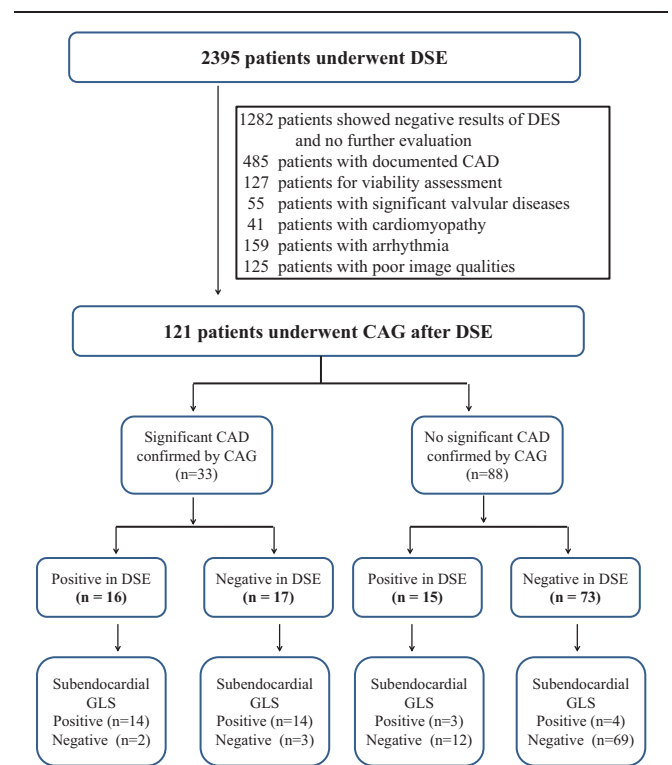 2395 patients underwent DSE
1282 patients showed negative results of DES
and no further evaluation
485 patients with documented CAD
127 patients for viability assessment
55 patients with significant valvular diseases
41 patients with cardiomyopathy
159 patients with arrhythmia
125 patients with poor image qualities
121 patients underwent CAG after DSE
Significant CAD
confirmed by CAG
(n=33)
No significant CAD
confirmed by CAG
(n=88)
Positive in DSE
(n = 16)
Negative in DSE
(n = 17)
Positive in DSE
(n = 15)
Negative in DSE
(n = 73)
Subendocardial
GLS
Positive (n=14)
Negative (n=2)
Subendocardial
GLS
Positive (n=14)
Negative (n=3)
Subendocardial
GLS
Positive (n=3)
Negative (n=12)
Subendocardial
GLS
Positive (n=4)
Negative (n=69)